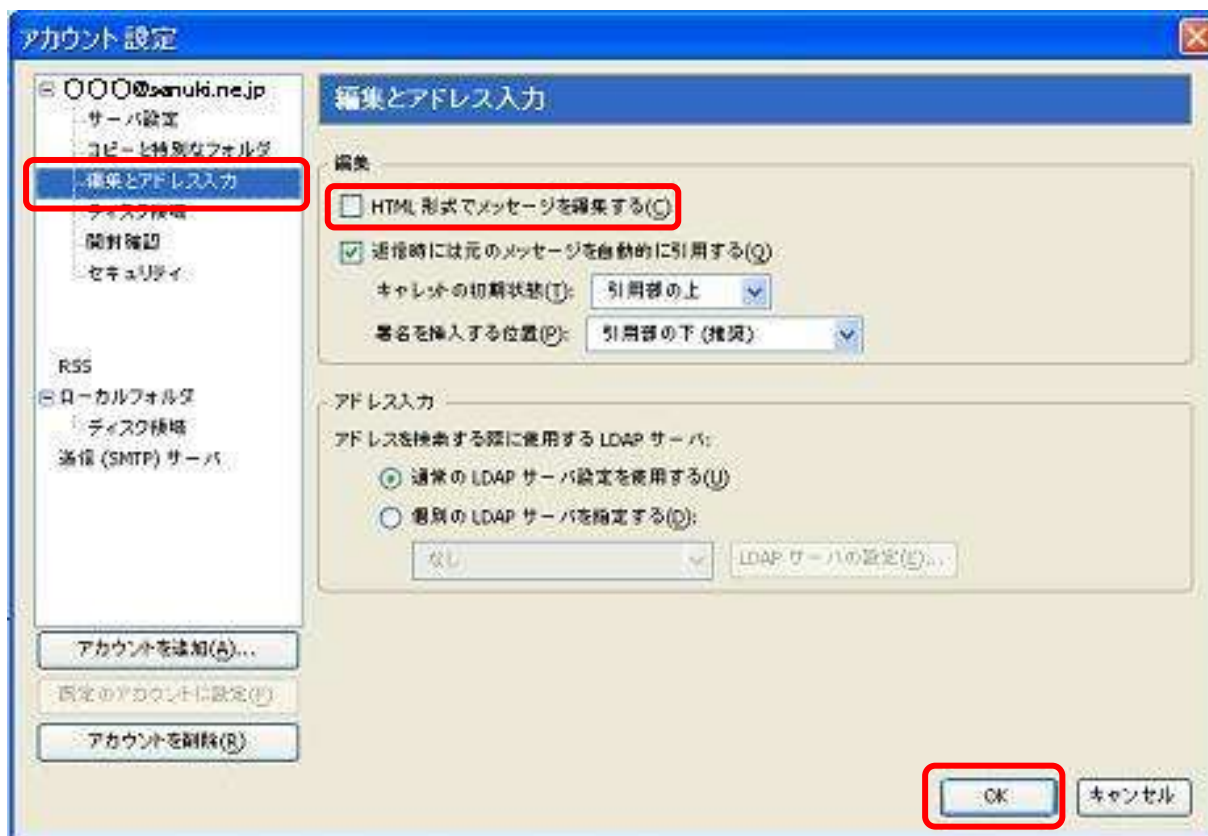 アカウント設定
〇〇〇@sanuki.ne.jp
サーバ設定
コピーと特別なフォルダ
編集とアドレス入力
ディスク領域
開封確認
セキュリティ
RSS
ローカルフォルダ
ディスク領域
送信 (SMTP) サーバ
アカウントを追加(A)...
既定のアカウントに設定(F)
アカウントを削除(R)
編集とアドレス入力
編集
HTML 形式でメッセージを編集する(C)
返信時には元のメッセージを自動的に引用する(Q)
キャレットの初期状態(T): 引用部の上
署名を挿入する位置(P): 引用部の下 (推奨)
アドレス入力
アドレスを検索する際に使用する LDAP サーバ:
通常の LDAP サーバ設定を使用する(U)
個別の LDAP サーバを指定する(D):
なし LDAP サーバの設定(E)...
OK キャンセル